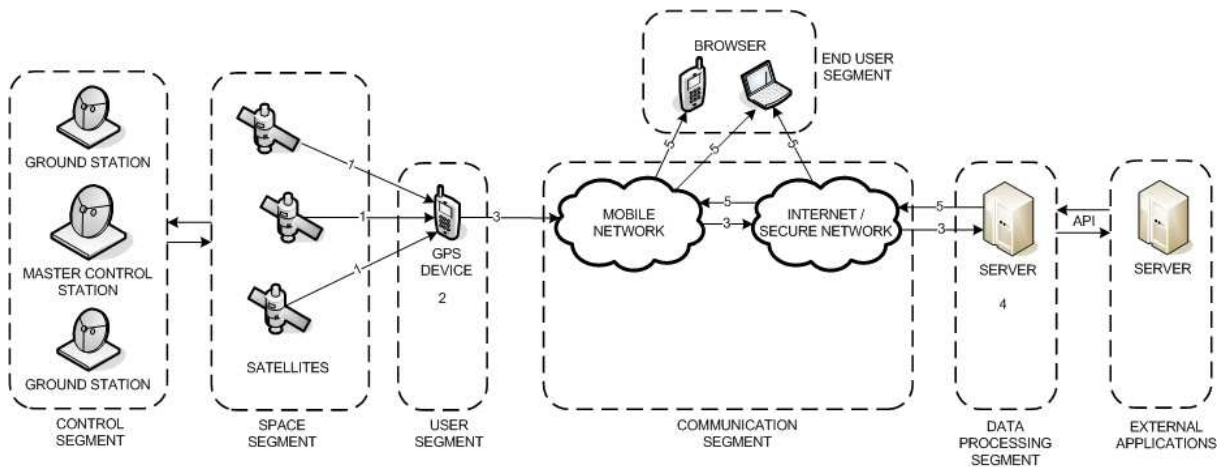 GROUND STATION
MASTER CONTROL
STATION
GROUND STATION
CONTROL
SEGMENT
SATELLITES
SPACE
SEGMENT
1
1
1
GPS
DEVICE
2
USER
SEGMENT
3
BROWSER
END USER
SEGMENT
5
5
5
MOBILE
NETWORK
5
3
INTERNET /
SECURE NETWORK
COMMUNICATION
SEGMENT
5
3
SERVER
4
DATA
PROCESSING
SEGMENT
API
SERVER
EXTERNAL
APPLICATIONS